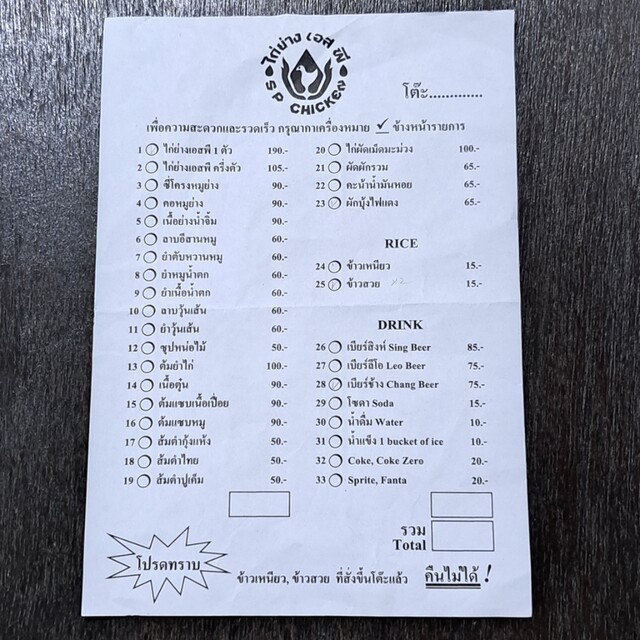 ไก่ย่าง เอส พี
S P CHICKEN
โต๊ะ.............
เพื่อความสะดวกและรวดเร็ว กรุณากาเครื่องหมาย ✓ ข้างหน้ารายการ
1 ไก่ย่างเอสพี 1 ตัว 190.-
2 ไก่ย่างเอสพี ครึ่งตัว 105.-
3 ซี่โครงหมูย่าง 90.-
4 คอหมูย่าง 90.-
5 เนื้อย่างน้ำจิ้ม 90.-
6 ลาบอีสานหมู 60.-
7 ยำตับหวานหมู 60.-
8 ยำหมูน้ำตก 60.-
9 ยำเนื้อน้ำตก 60.-
10 ลาบวุ้นเส้น 60.-
11 ยำวุ้นเส้น 60.-
12 ซุปหน่อไม้ 50.-
13 ต้มยำไก่ 100.-
14 เนื้อตุ๋น 90.-
15 ต้มแซบเนื้อเปื่อย 90.-
16 ต้มแซบหมู 90.-
17 ส้มตำกุ้งแห้ง 50.-
18 ส้มตำไทย 50.-
19 ส้มตำปูเค็ม 50.-
20 ไก่ผัดเม็ดมะม่วง 100.-
21 ผัดผักรวม 65.-
22 คะน้าน้ำมันหอย 65.-
23 ผักบุ้งไฟแดง 65.-
RICE
24 ข้าวเหนียว 15.-
25 ข้าวสวย x2 15.-
DRINK
26 เบียร์สิงห์ Sing Beer 85.-
27 เบียร์ลีโอ Leo Beer 75.-
28 เบียร์ช้าง Chang Beer 75.-
29 โซดา Soda 15.-
30 น้ำดื่ม Water 10.-
31 น้ำแข็ง 1 bucket of ice 10.-
32 Coke, Coke Zero 20.-
33 Sprite, Fanta 20.-
รวม
Total
โปรดทราบ
ข้าวเหนียว, ข้าวสวย ที่สั่งขึ้นโต๊ะแล้ว คืนไม่ได้ !